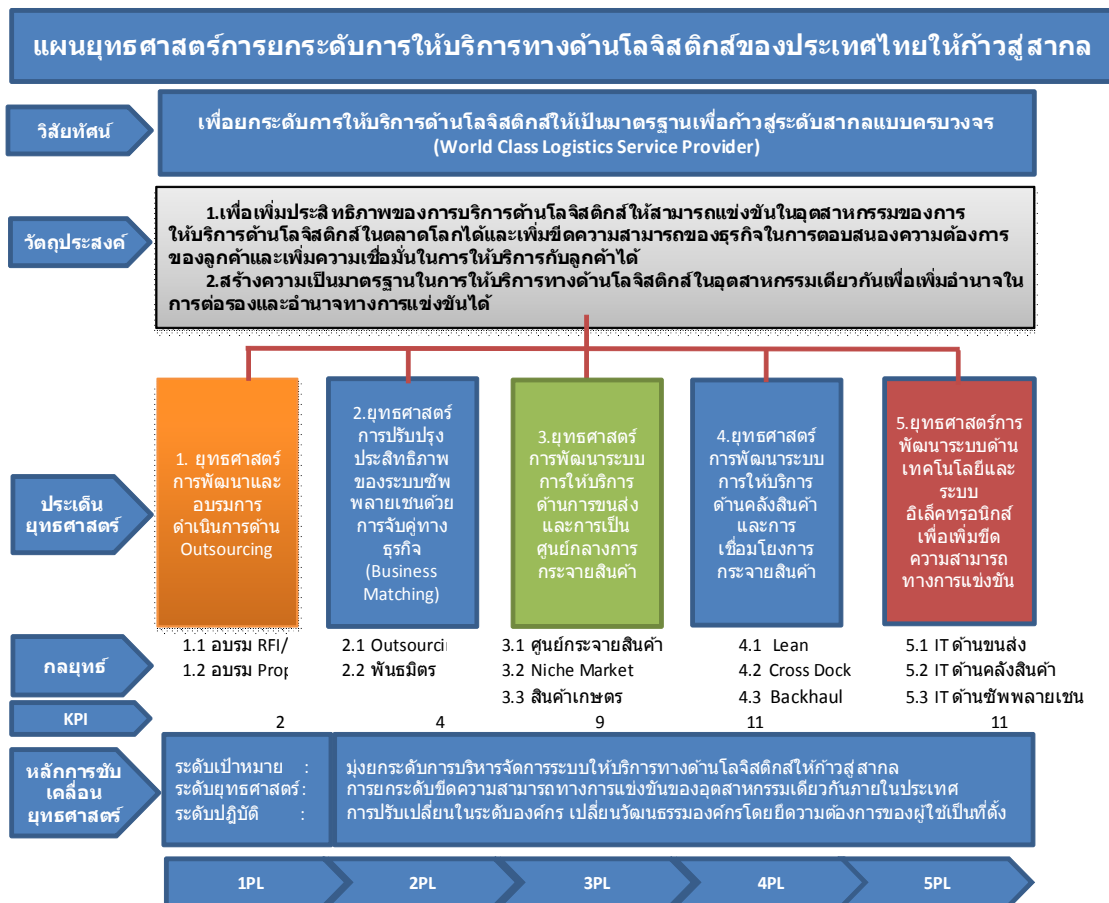 แผนยุทธศาสตร์การยกระดับการให้บริการทางด้านโลจิสติกส์ของประเทศไทยให้ก้าวสู่สากล
วิสัยทัศน์
เพื่อยกระดับการให้บริการด้านโลจิสติกส์ให้เป็นมาตรฐานเพื่อก้าวสู่ระดับสากลแบบครบวงจร
(World Class Logistics Service Provider)
วัตถุประสงค์
1.เพื่อเพิ่มประสิทธิภาพของการบริการด้านโลจิสติกส์ให้สามารถแข่งขันในอุตสาหกรรมของการ
ให้บริการด้านโลจิสติกส์ในตลาดโลกได้และเพิ่มขีดความสามารถของธุรกิจในการตอบสนองความต้องการ
ของลูกค้าและเพิ่มความเชื่อมั่นในการให้บริการกับลูกค้าได้
2.สร้างความเป็นมาตรฐานในการให้บริการทางด้านโลจิสติกส์ในอุตสาหกรรมเดียวกันเพื่อเพิ่มอำนาจใน
การต่อรองและอำนาจทางการแข่งขันได้
ประเด็น
ยุทธศาสตร์
1. ยุทธศาสตร์
การพัฒนาและ
อบรมการ
ดำเนินการด้าน
Outsourcing
2.ยุทธศาสตร์
การปรับปรุง
ประสิทธิภาพ
ของระบบซัพ
พลายเชนด้วย
การจับคู่ทาง
ธุรกิจ
(Business
Matching)
3.ยุทธศาสตร์
การพัฒนาระบบ
การให้บริการ
ด้านการขนส่ง
และการเป็น
ศูนย์กลางการ
กระจายสินค้า
4.ยุทธศาสตร์
การพัฒนาระบบ
การให้บริการ
ด้านคลังสินค้า
และการ
เชื่อมโยงการ
กระจายสินค้า
5.ยุทธศาสตร์การ
พัฒนาระบบด้าน
เทคโนโลยีและ
ระบบ
อิเล็คทรอนิกส์
เพื่อเพิ่มขีด
ความสามารถ
ทางการแข่งขัน
กลยุทธ์
1.1 อบรม RFI/
1.2 อบรม Prop
2.1 Outsourci
2.2 พันธมิตร
3.1 ศูนย์กระจายสินค้า
3.2 Niche Market
3.3 สินค้าเกษตร
4.1 Lean
4.2 Cross Dock
4.3 Backhaul
5.1 IT ด้านขนส่ง
5.2 IT ด้านคลังสินค้า
5.3 IT ด้านซัพพลายเชน
KPI
2 4 9 11 11
หลักการขับ
เคลื่อน
ยุทธศาสตร์
ระดับเป้าหมาย : มุ่งยกระดับการบริหารจัดการระบบให้บริการทางด้านโลจิสติกส์ให้ก้าวสู่สากล
ระดับยุทธศาสตร์: การยกระดับขีดความสามารถทางการแข่งขันของอุตสาหกรรมเดียวกันภายในประเทศ
ระดับปฎิบัติ : การปรับเปลี่ยนในระดับองค์กร เปลี่ยนวัฒนธรรมองค์กรโดยยึดความต้องการของผู้ใช้เป็นที่ตั้ง
1PL 2PL 3PL 4PL 5PL